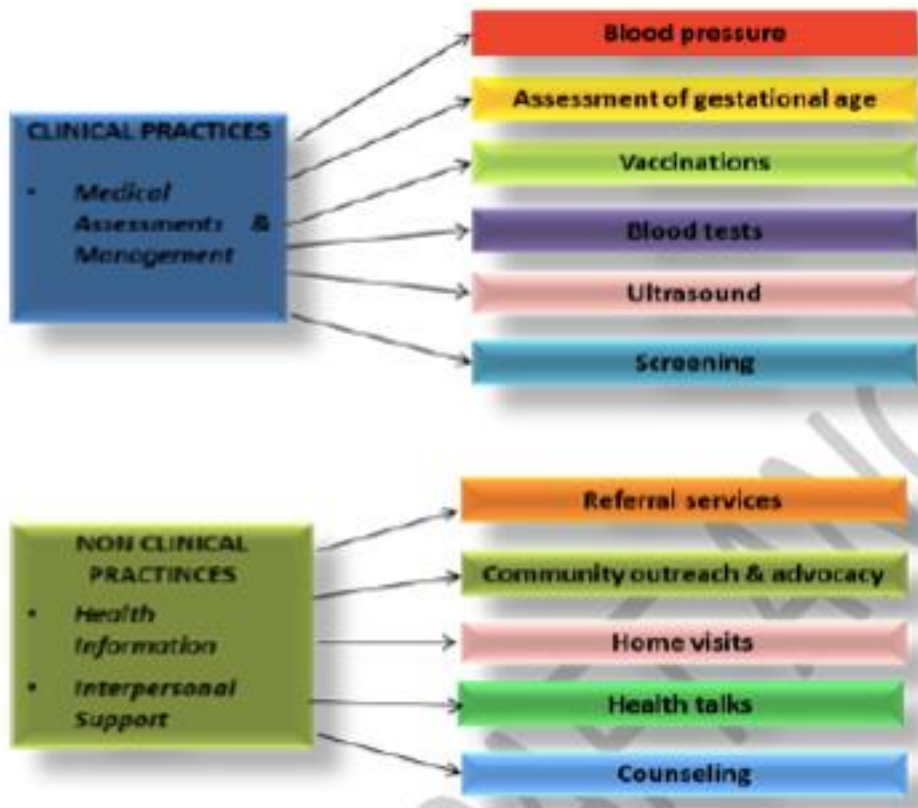 CLINICAL PRACTICES
• Medical
Assessments &
Management
Blood pressure
Assessment of gestational age
Vaccinations
Blood tests
Ultrasound
Screening
NON CLINICAL
PRACTINCES
• Health
Information
• Interpersonal
Support
Referral services
Community outreach & advocacy
Home visits
Health talks
Counseling